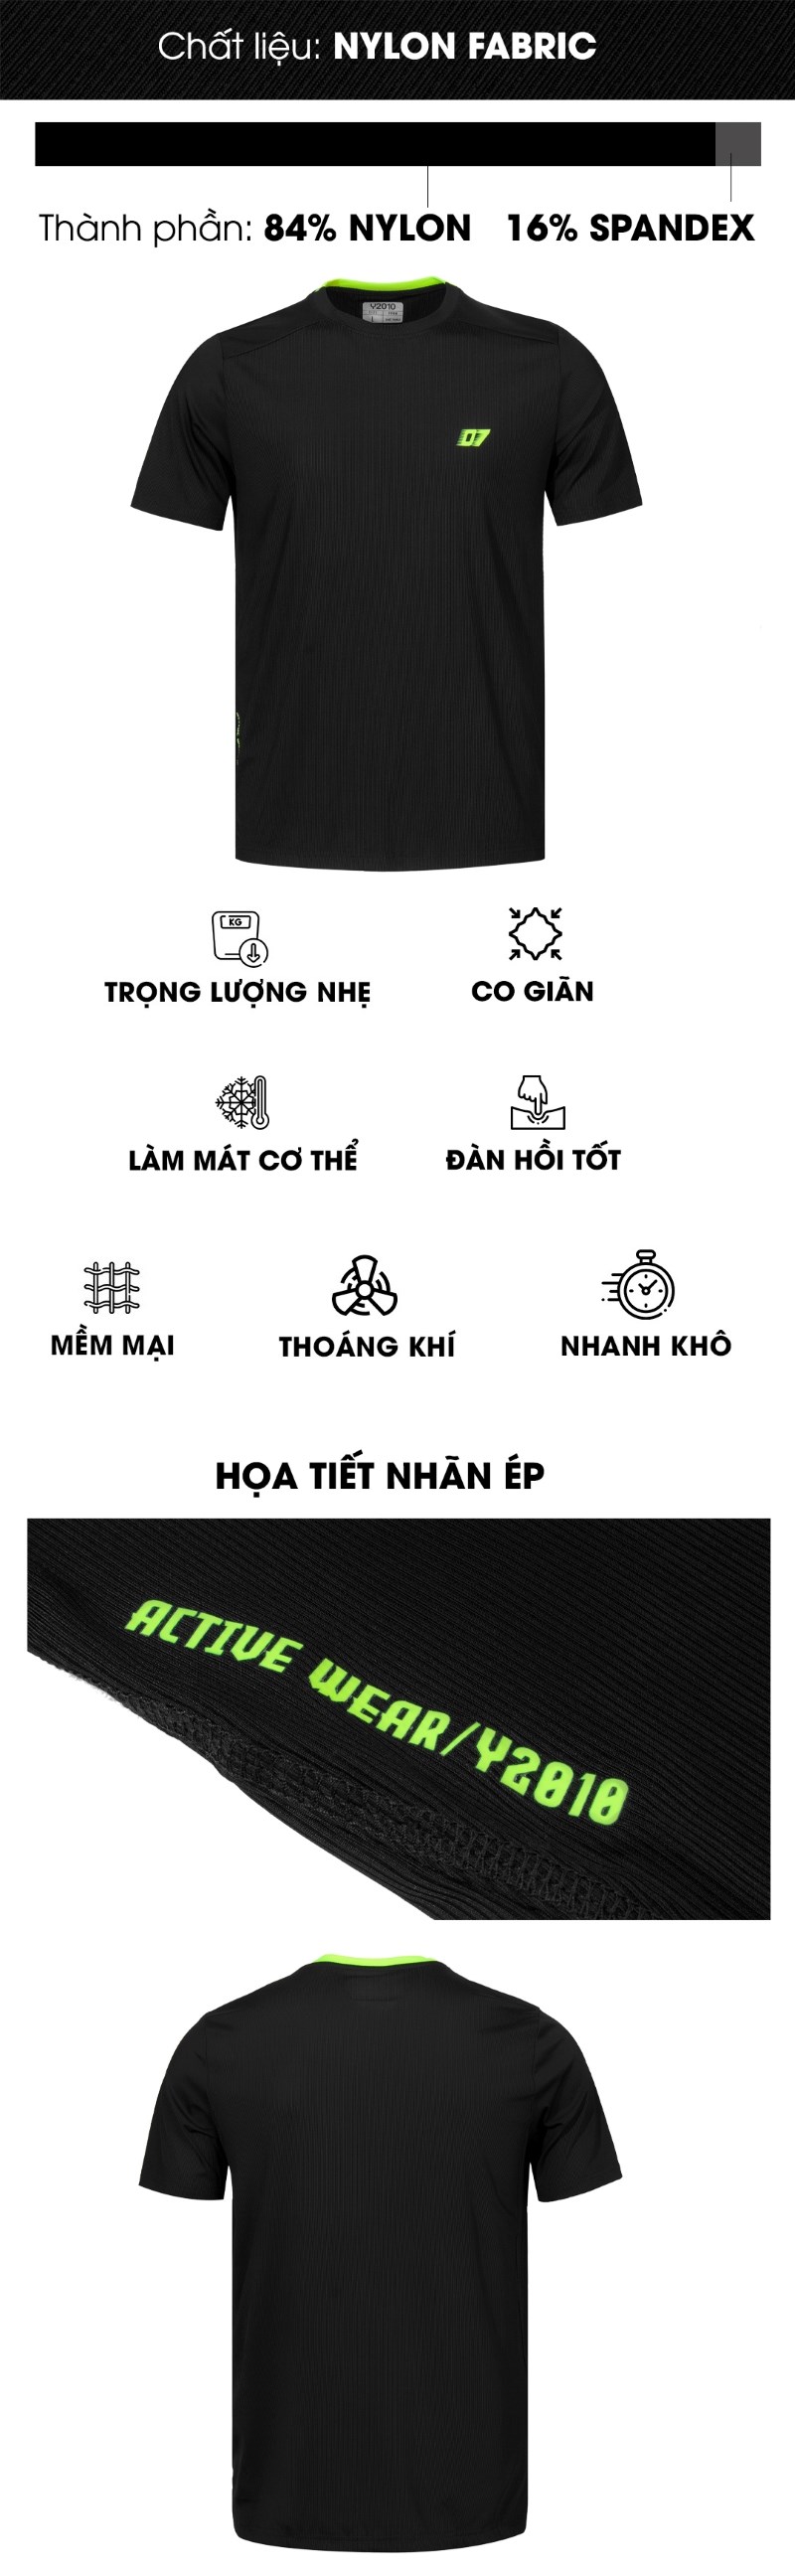 Chất liệu: NYLON FABRIC
Thành phần: 84% NYLON 16% SPANDEX
Y2010
07
KG
TRỌNG LƯỢNG NHẸ
CO GIÃN
LÀM MÁT CƠ THỂ
ĐÀN HỒI TỐT
MỀM MẠI
THOÁNG KHÍ
NHANH KHÔ
HỌA TIẾT NHÃN ÉP
ACTIVE WEAR/Y2010